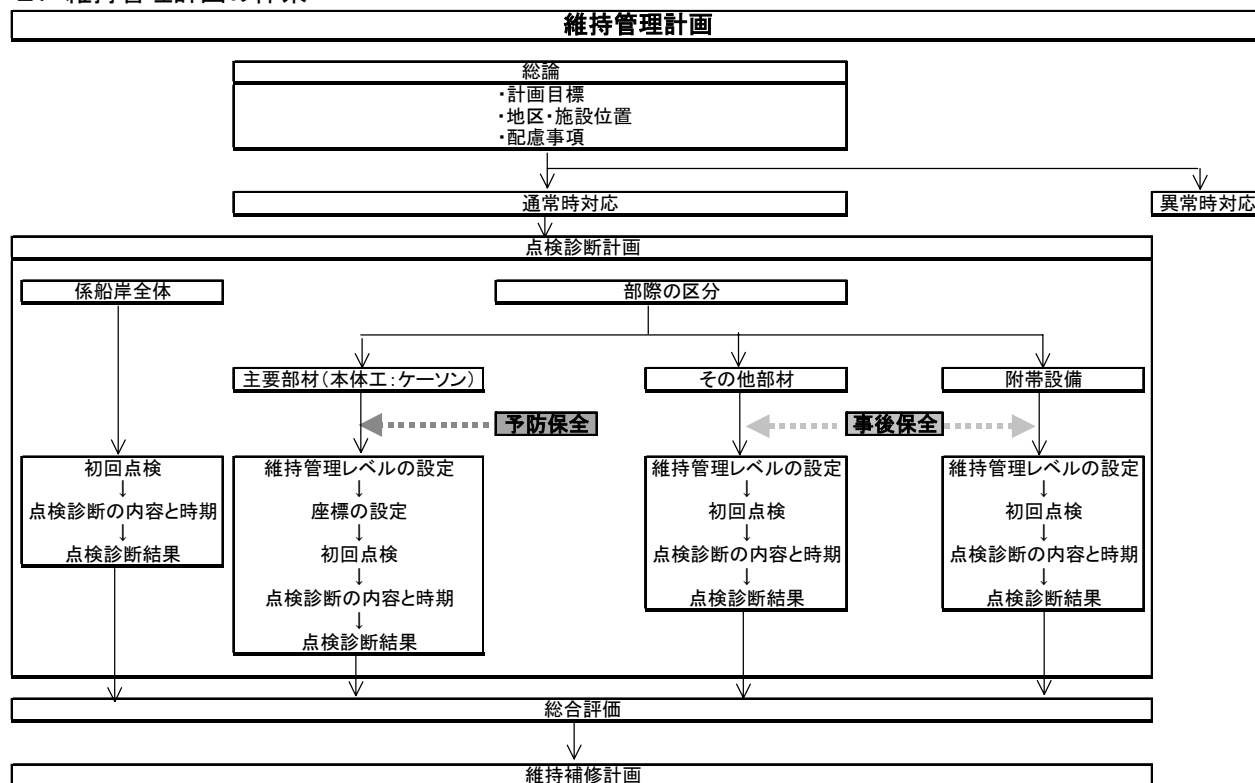 維持管理計画
総論
・計画目標
・地区・施設位置
・配慮事項
通常時対応
異常時対応
点検診断計画
係船岸全体
部際の区分
主要部材(本体工:ケーソン)
その他部材
附帯設備
予防保全
事後保全
初回点検
↓
点検診断の内容と時期
↓
点検診断結果
維持管理レベルの設定
↓
座標の設定
↓
初回点検
↓
点検診断の内容と時期
↓
点検診断結果
維持管理レベルの設定
↓
初回点検
↓
点検診断の内容と時期
↓
点検診断結果
維持管理レベルの設定
↓
初回点検
↓
点検診断の内容と時期
↓
点検診断結果
総合評価
維持補修計画